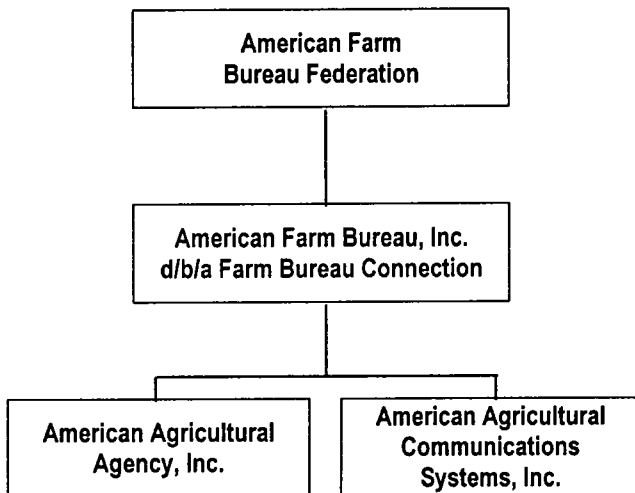 American Farm
Bureau Federation
American Farm Bureau, Inc.
d/b/a Farm Bureau Connection
American Agricultural
Agency, Inc.
American Agricultural
Communications
Systems, Inc.